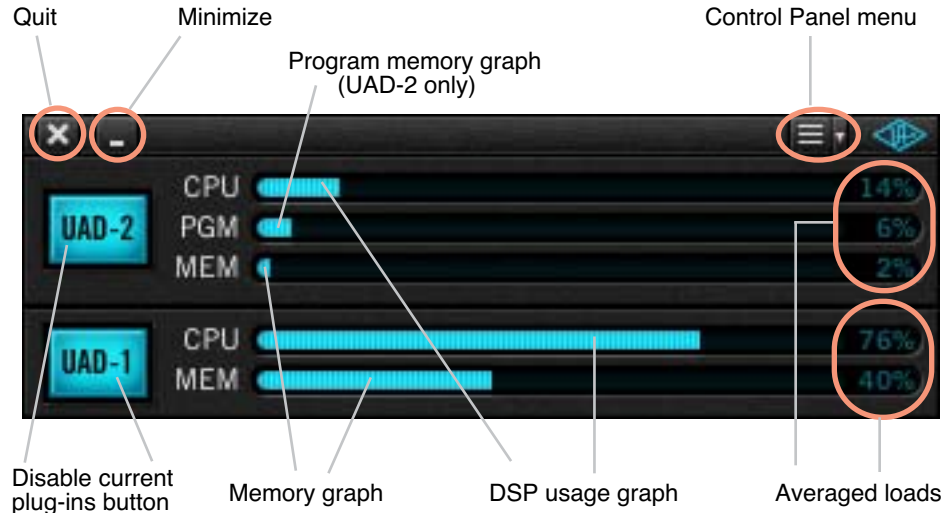 Quit
Minimize
Control Panel menu
Program memory graph
(UAD-2 only)
UAD-2
CPU
14%
PGM
6%
MEM
2%
UAD-1
CPU
76%
MEM
40%
Disable current
plug-ins button
Memory graph
DSP usage graph
Averaged loads